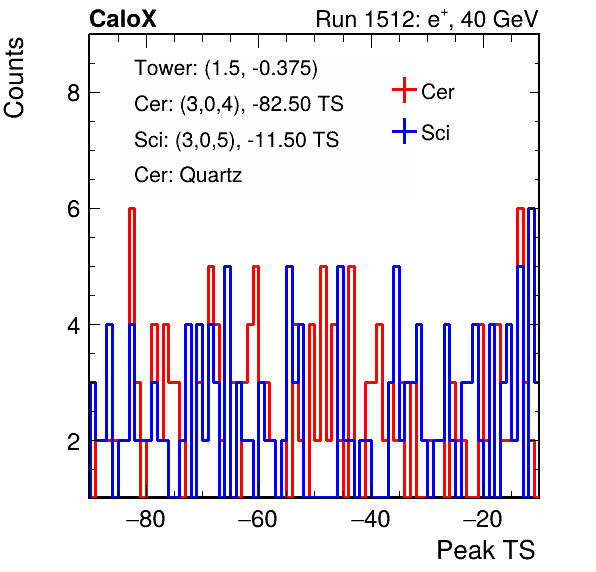 CaloX
Run 1512: e+, 40 GeV
Counts
Tower: (1.5, -0.375)
Cer: (3,0,4), -82.50 TS
Sci: (3,0,5), -11.50 TS
Cer: Quartz
Cer
Sci
8
6
4
2
−80 −60 −40 −20
Peak TS